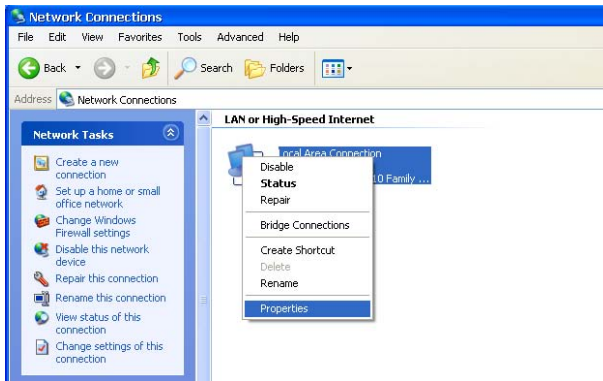 Network Connections
File Edit View Favorites Tools Advanced Help
Back Search Folders
Address Network Connections
Network Tasks
Create a new
connection
Set up a home or small
office network
Change Windows
Firewall settings
Disable this network
device
Repair this connection
Rename this connection
View status of this
connection
Change settings of this
connection
LAN or High-Speed Internet
Local Area Connection
10 Family ...
Disable
Status
Repair
Bridge Connections
Create Shortcut
Delete
Rename
Properties